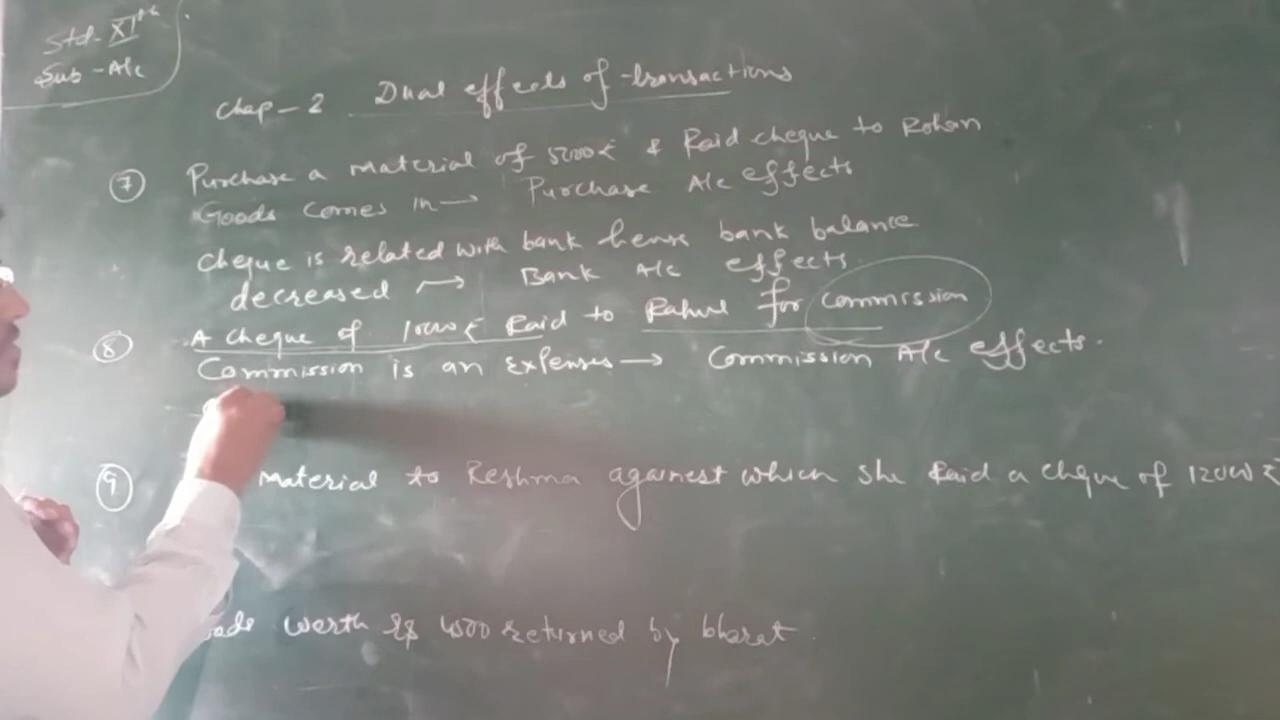 Std - XIth
Sub - A/c
Chap - 2 Dual effects of transactions
7 Purchase a material of 5000₹ & Paid cheque to Rohan
Goods comes in → Purchase A/c effects
cheque is related with bank hense bank balance
decreased → Bank A/c effects
8 A cheque of 1000₹ Paid to Rahul for commission
Commission is an expenses → Commission A/c effects.
9 material to Reshma against which she Paid a cheque of 12000₹
worth Rs 4500 returned by bharat